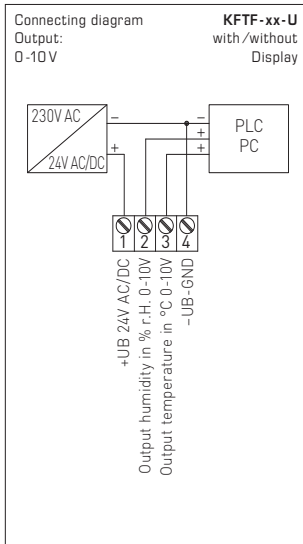 Connecting diagram
KFTF-xx-U
Output:
with /without
0-10 V
Display
230V AC
24V AC/DC
–
+
–
+
+
PLC
PC
1 2 3 4
+UB 24V AC/DC
Output humidity in % r.H. 0-10V
Output temperature in °C 0-10V
–UB-GND